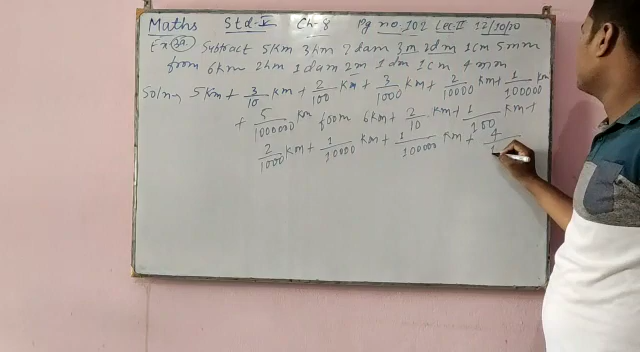 Maths Std-V Ch-8 Pg no. 102 Lec-II 12/10/20
Ex 3a Subtract 5km 3hm 2dam 3m 2dm 1cm 5mm
from 6km 2hm 1dam 2m 1dm 1cm 4mm
Soln→ 5km + 3/10 km + 2/100 km + 3/1000 km + 2/10000 km + 1/100000 km
+ 5/1000000 km from 6km + 2/10 km + 1/100 km +
2/1000 km + 1/10000 km + 1/100000 km + 4/1